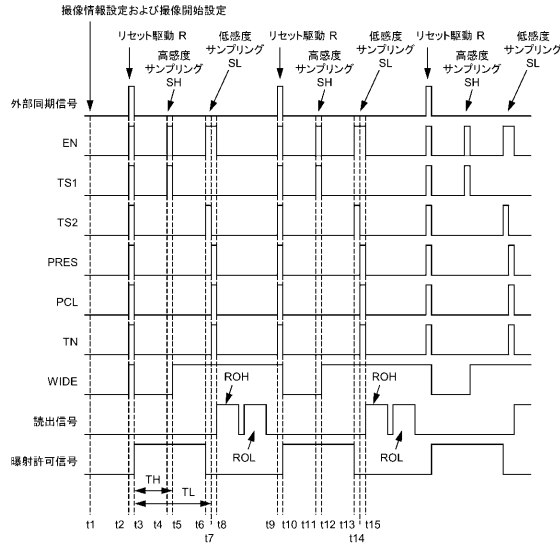 撮像情報設定および撮像開始設定
リセット駆動 R
高感度
サンプリング
SH
低感度
サンプリング
SL
リセット駆動 R
高感度
サンプリング
SH
低感度
サンプリング
SL
リセット駆動 R
高感度
サンプリング
SH
低感度
サンプリング
SL
外部同期信号
EN
TS1
TS2
PRES
PCL
TN
WIDE
読出信号
ROH
ROL
ROH
ROL
曝射許可信号
TH
TL
t1 t2 t3 t4 t5 t6 t8 t9 t10 t11 t12 t13 t15
t7 t14